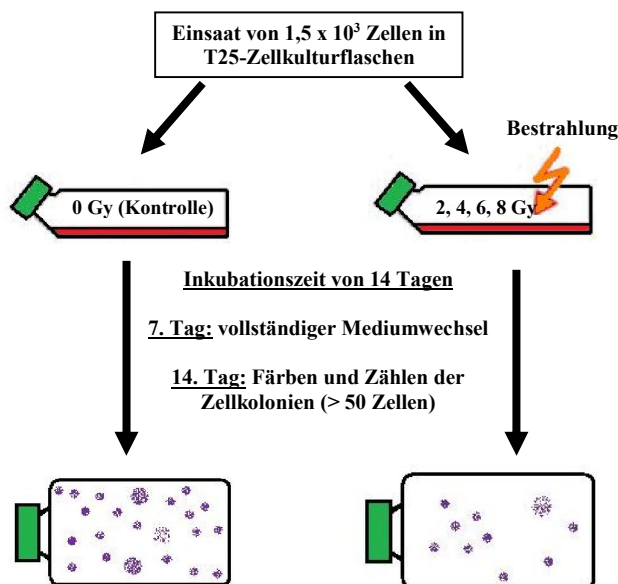 Einsaat von 1,5 x 10³ Zellen in
T25-Zellkulturflaschen
Bestrahlung
0 Gy (Kontrolle)
2, 4, 6, 8 Gy
Inkubationszeit von 14 Tagen
7. Tag: vollständiger Mediumwechsel
14. Tag: Färben und Zählen der
Zellkolonien (> 50 Zellen)